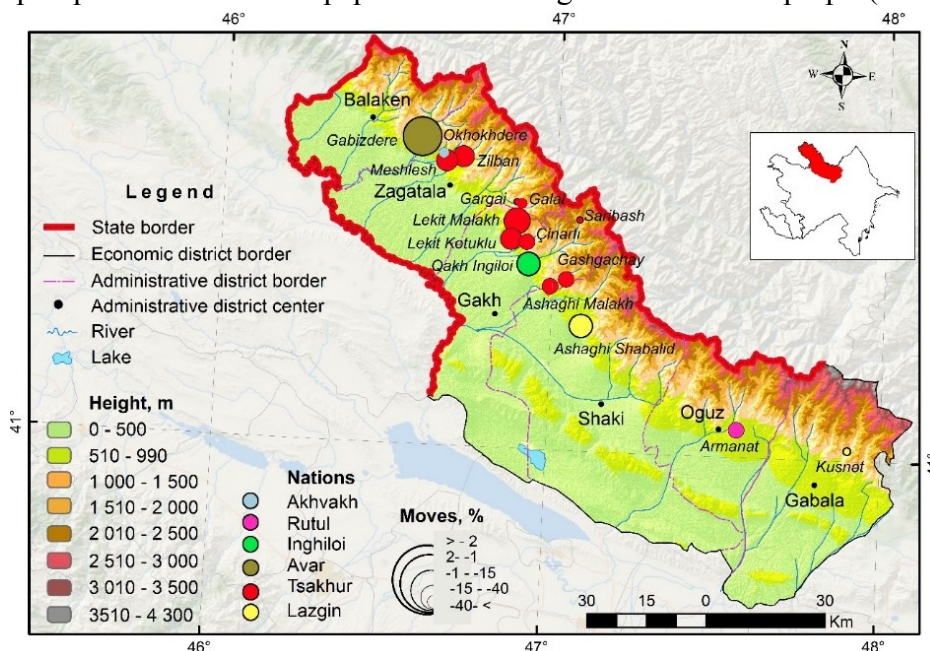 46° 47° 48°
N
W E
S
Balaken
Gabizdere
Okhokhdere
Meshlesh
Zilban
Zagatala
Gargai
Galal
Lekit Malakh
Saribash
Lekit Kotuklu
Çinarli
Qakh Ingiloi
Gashgachay
Gakh
Ashaghi Malakh
Ashaghi Shabalid
Shaki
Oguz
Armanat
Kusnet
Gabala
41°
Legend
State border
Economic district border
Administrative district border
Administrative district center
River
Lake
Height, m
0 - 500
510 - 990
1 000 - 1 500
1 510 - 2 000
2 010 - 2 500
2 510 - 3 000
3 010 - 3 500
3510 - 4 300
Nations
Akhvakh
Rutul
Inghiloi
Avar
Tsakhur
Lazgin
Moves, %
> - 2
2- -1
-1 - -15
-15 - -40
-40- <
30 15 0 30
Km
46° 47° 48°